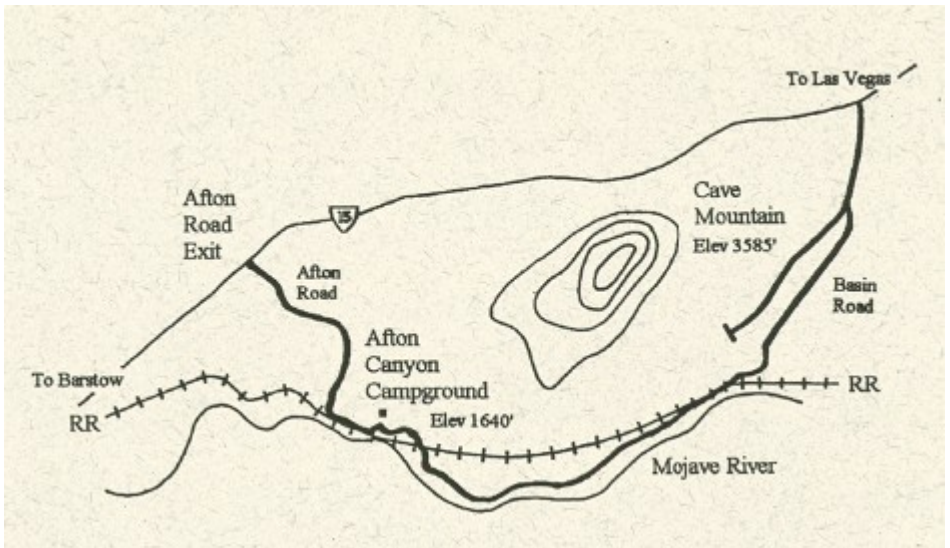 To Las Vegas
Cave
Mountain
Elev 3585'
Afton
Road
Exit
15
Afton
Road
Basin
Road
Afton
Canyon
Campground
Elev 1640'
To Barstow
RR
RR
Mojave River